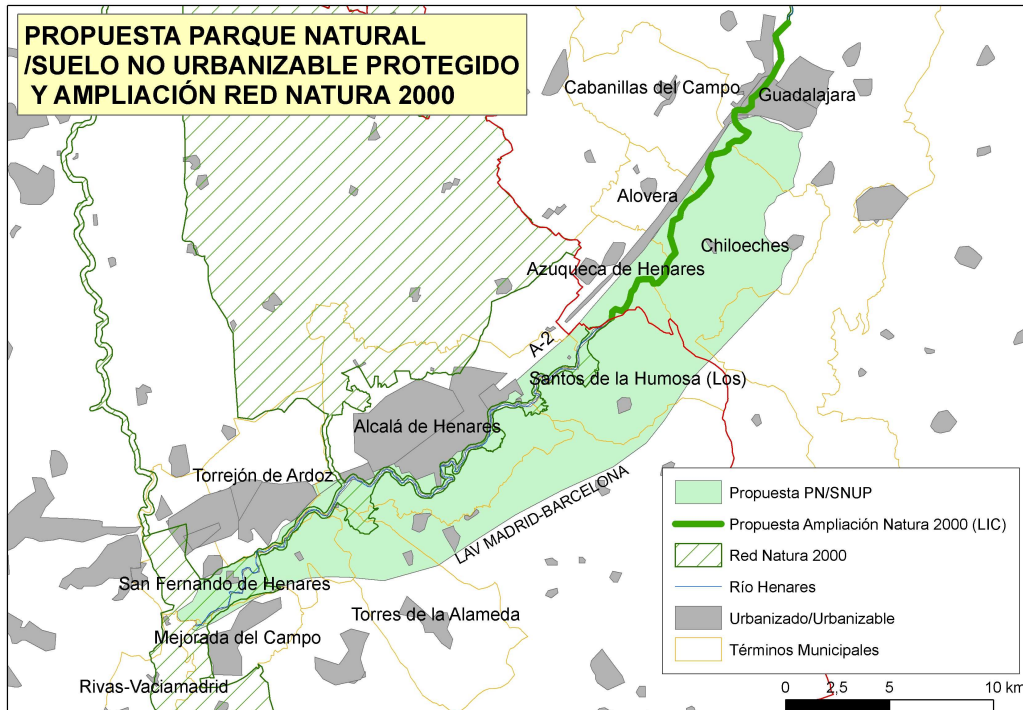 PROPUESTA PARQUE NATURAL
/SUELO NO URBANIZABLE PROTEGIDO
Y AMPLIACIÓN RED NATURA 2000
Cabanillas del Campo
Guadalajara
Alovera
Chiloeches
Azuqueca de Henares
A-2
Santos de la Humosa (Los)
Alcalá de Henares
Torrejón de Ardoz
LAV MADRID-BARCELONA
San Fernando de Henares
Torres de la Alameda
Mejorada del Campo
Rivas-Vaciamadrid
Propuesta PN/SNUP
Propuesta Ampliación Natura 2000 (LIC)
Red Natura 2000
Río Henares
Urbanizado/Urbanizable
Términos Municipales
0 2,5 5 10 km